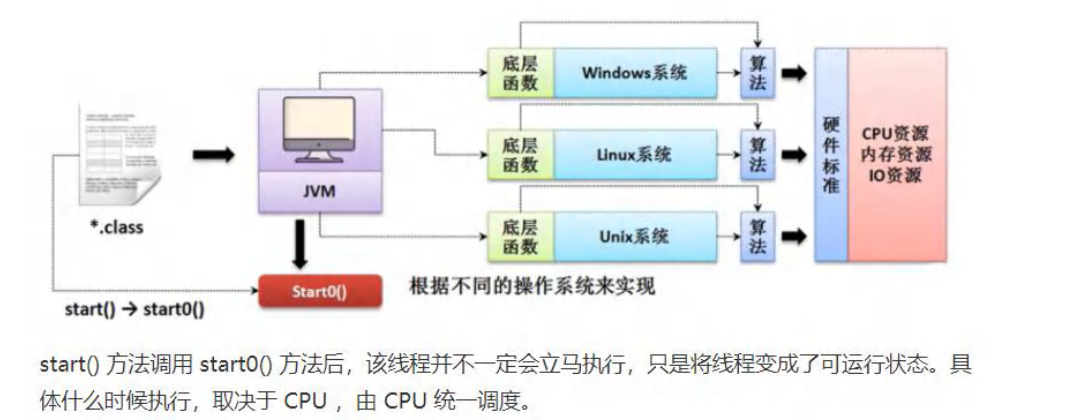 底层
函数
Windows系统
算
法
底层
函数
Linux系统
算
法
底层
函数
Unix系统
算
法
硬
件
标
准
CPU资源
内存资源
IO资源
*.class
JVM
Start0()
start() → start0()
根据不同的操作系统来实现
start() 方法调用 start0() 方法后，该线程并不一定会立马执行，只是将线程变成了可运行状态。具
体什么时候执行，取决于 CPU ，由 CPU 统一调度。